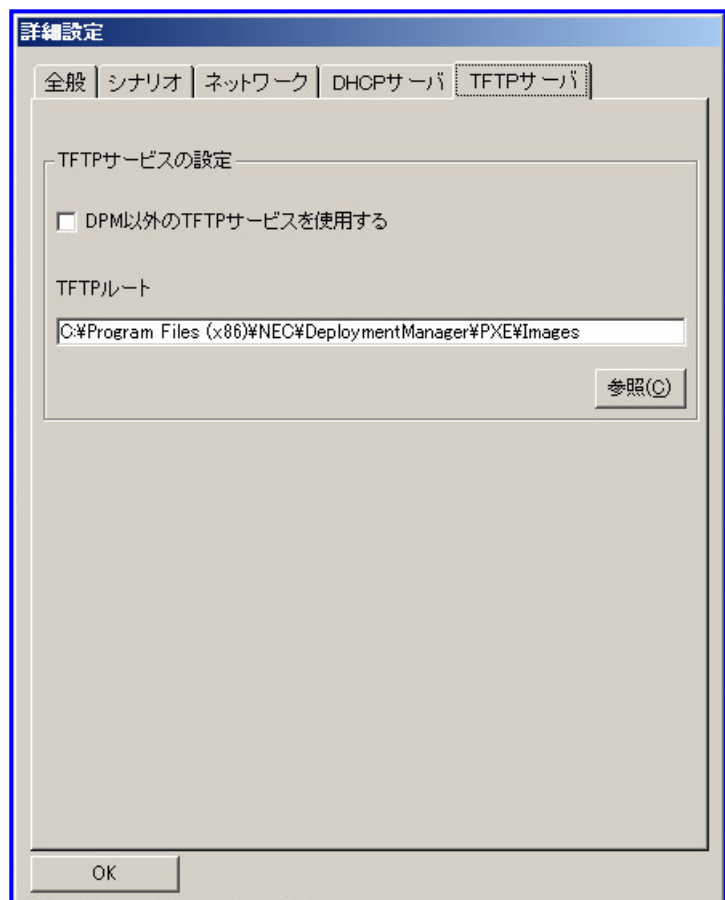 詳細設定
全般 シナリオ ネットワーク DHCPサーバ TFTPサーバ
TFTPサービスの設定
DPM以外のTFTPサービスを使用する
TFTPルート
C:¥Program Files (x86)¥NEC¥DeploymentManager¥PXE¥Images
参照(C)
OK